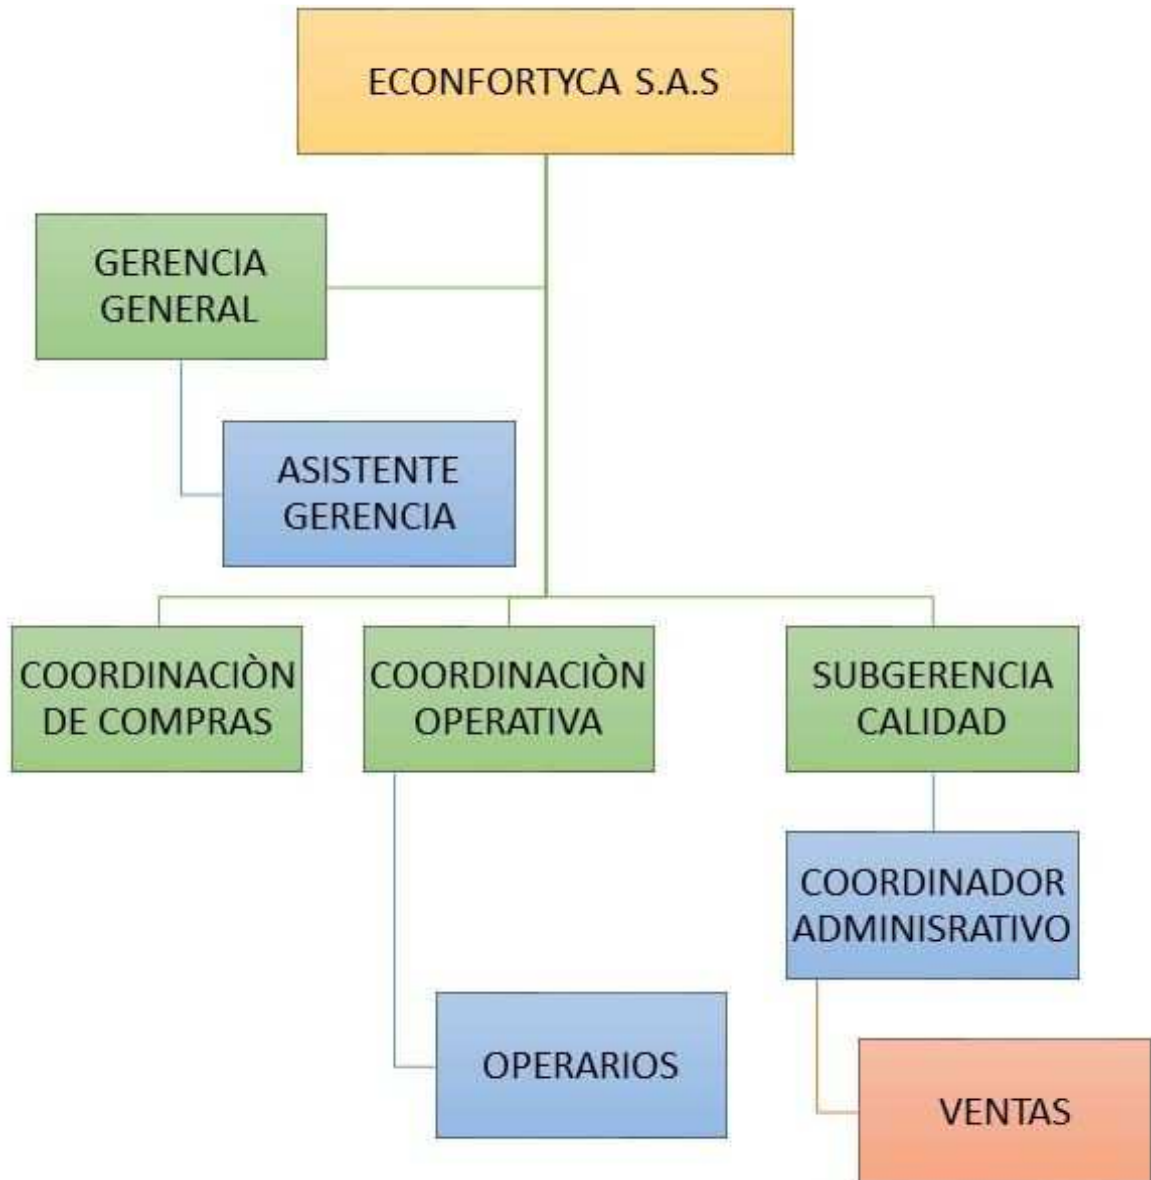 ECONFORTYCA S.A.S
GERENCIA
GENERAL
ASISTENTE
GERENCIA
COORDINACIÒN
DE COMPRAS
COORDINACIÒN
OPERATIVA
SUBGERENCIA
CALIDAD
COORDINADOR
ADMINISRATIVO
OPERARIOS
VENTAS